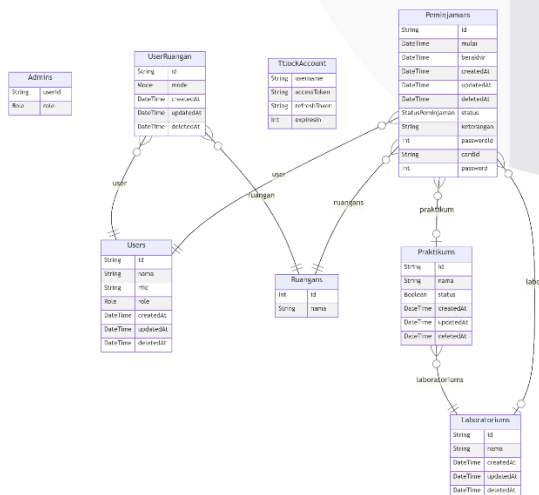 Admins
String userId
Role role
UserRuangan
String id
Mode mode
DateTime createdAt
DateTime updatedAt
DateTime deletedAt
TtlockAccount
String username
String accessToken
String refreshToken
Int expiresIn
Peminjamans
String id
DateTime mulai
DateTime berakhir
DateTime createdAt
DateTime updatedAt
DateTime deletedAt
StatusPeminjaman status
String keterangan
Int passwordId
String cardId
Int password
user
user
ruangan
ruangans
praktikum
labo
Users
String id
String nama
String rfid
Role role
DateTime createdAt
DateTime updatedAt
DateTime deletedAt
Ruangans
Int id
String nama
Praktikums
String id
String nama
Boolean status
DateTime createdAt
DateTime updatedAt
DateTime deletedAt
laboratoriums
Laboratoriums
String id
String nama
DateTime createdAt
DateTime updatedAt
DateTime deletedAt